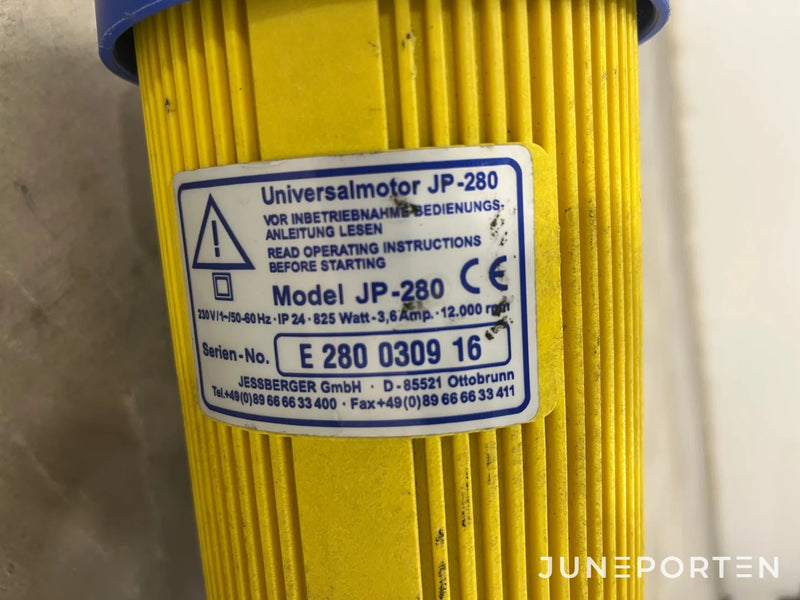 Universalmotor JP-280
VOR INBETRIEBNAHME BEDIENUNGS-
ANLEITUNG LESEN
READ OPERATING INSTRUCTIONS
BEFORE STARTING
Model JP-280 CE
230 V/1~/50-60 Hz · IP 24 · 825 Watt - 3,6 Amp. · 12.000 rpm
Serien-No. E 280 0309 16
JESSBERGER GmbH · D-85521 Ottobrunn
Tel.+49(0)89 66 66 33 400 · Fax+49(0)89 66 66 33 411
JUNEPORTEN